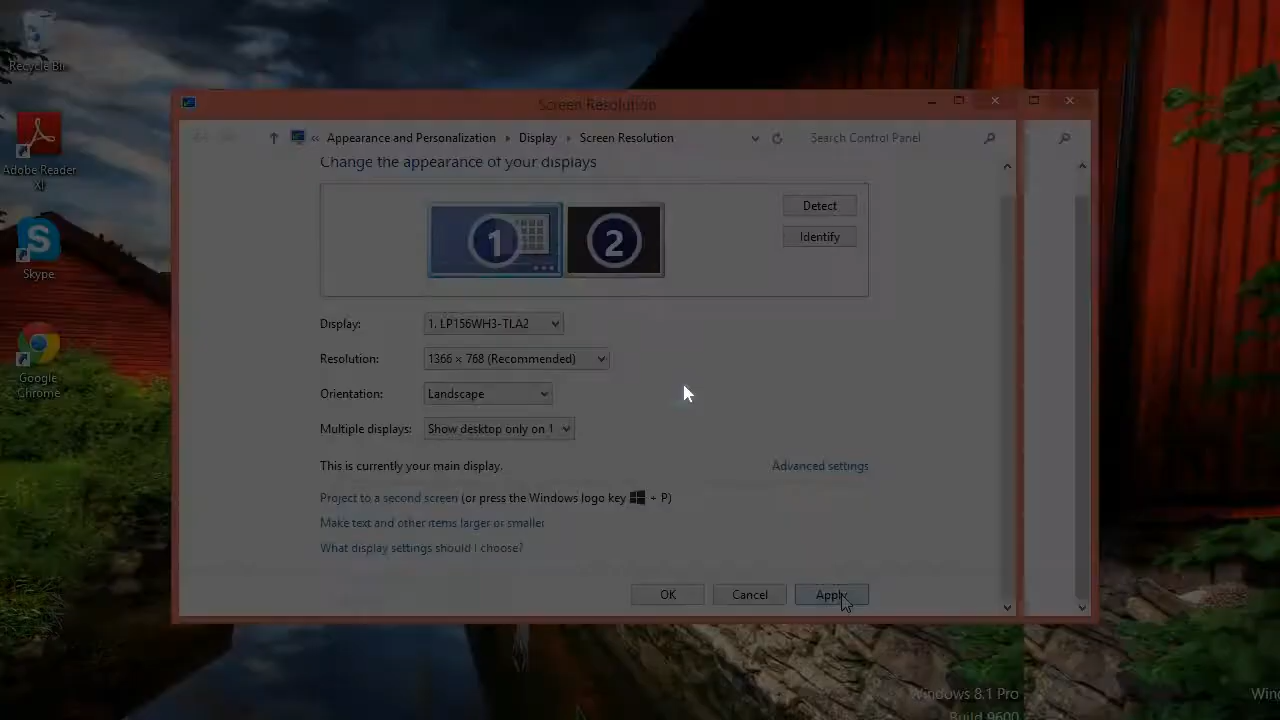 Recycle Bin
Adobe Reader
XI
Skype
Google
Chrome
Screen Resolution
« Appearance and Personalization ▸ Display ▸ Screen Resolution
Search Control Panel
Change the appearance of your displays
1
2
Detect
Identify
Display: 1. LP156WH3-TLA2
Resolution: 1366 × 768 (Recommended)
Orientation: Landscape
Multiple displays: Show desktop only on 1
This is currently your main display.
Advanced settings
Project to a second screen (or press the Windows logo key + P)
Make text and other items larger or smaller
What display settings should I choose?
OK
Cancel
Apply
Windows 8.1 Pro
Build 9600
Wind